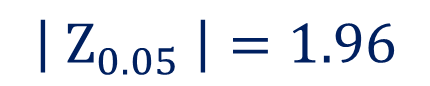 | Z₀.₀₅ | = 1.96